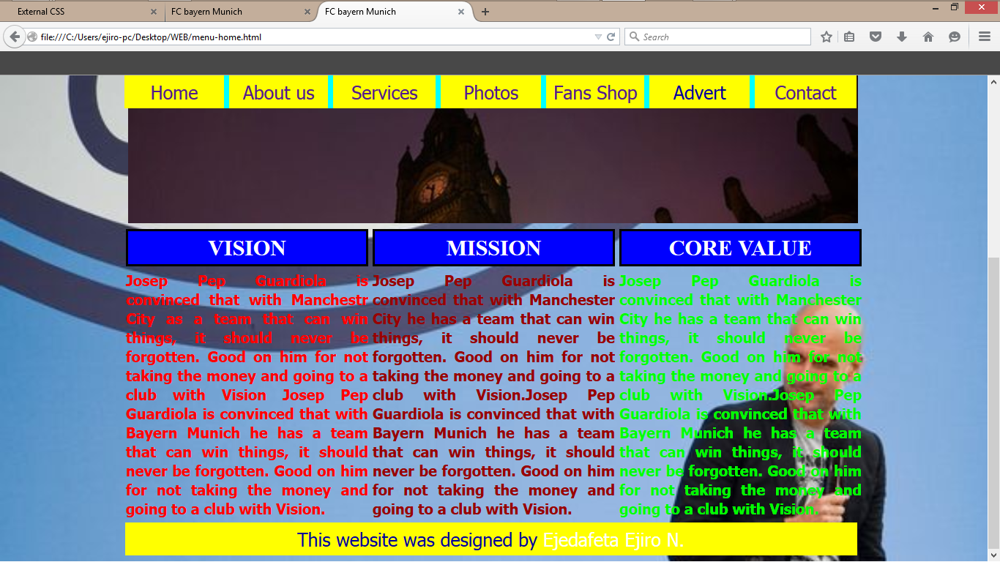 External CSS
FC bayern Munich
FC bayern Munich
file:///C:/Users/ejiro-pc/Desktop/WEB/menu-home.html
Search
Home About us Services Photos Fans Shop Advert Contact
VISION
Josep Pep Guardiola is
convinced that with Manchestr
City as a team that can win
things, it should never be
forgotten. Good on him for not
taking the money and going to a
club with Vision Josep Pep
Guardiola is convinced that with
Bayern Munich he has a team
that can win things, it should
never be forgotten. Good on him
for not taking the money and
going to a club with Vision.
MISSION
Josep Pep Guardiola is
convinced that with Manchester
City he has a team that can win
things, it should never be
forgotten. Good on him for not
taking the money and going to a
club with Vision.Josep Pep
Guardiola is convinced that with
Bayern Munich he has a team
that can win things, it should
never be forgotten. Good on him
for not taking the money and
going to a club with Vision.
CORE VALUE
Josep Pep Guardiola is
convinced that with Manchester
City he has a team that can win
things, it should never be
forgotten. Good on him for not
taking the money and going to a
club with Vision.Josep Pep
Guardiola is convinced that with
Bayern Munich he has a team
that can win things, it should
never be forgotten. Good on him
for not taking the money and
going to a club with Vision.
This website was designed by Ejedafeta Ejiro N.